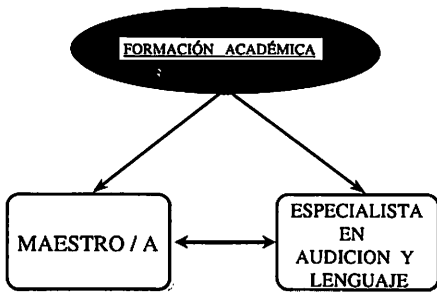 FORMACIÓN ACADÉMICA
MAESTRO / A
ESPECIALISTA
EN
AUDICION Y
LENGUAJE